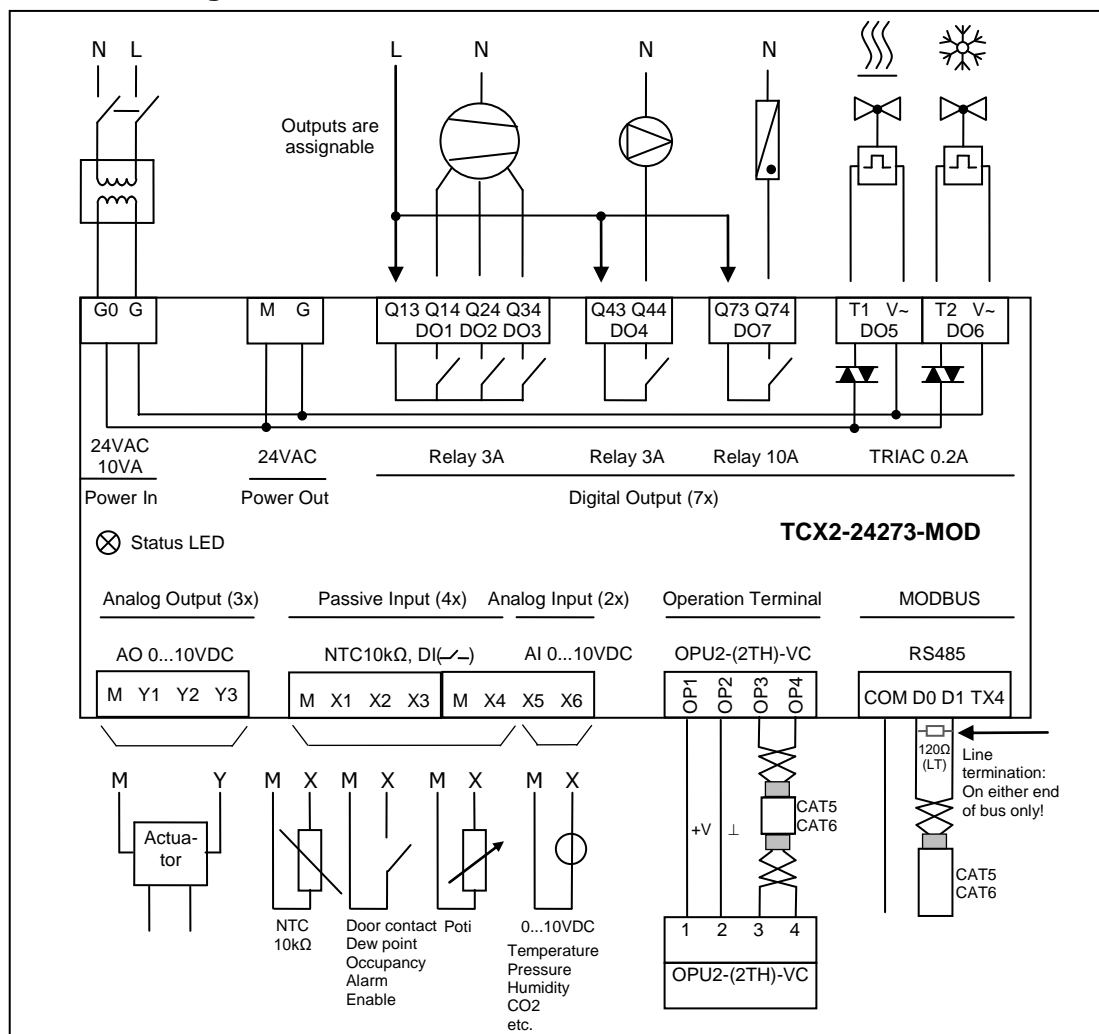 N L
L
N
N
N
Outputs are
assignable
G0 G
M G
Q13 Q14 Q24 Q34
DO1 DO2 DO3
Q43 Q44
DO4
Q73 Q74
DO7
T1 V~
DO5
T2 V~
DO6
24VAC
10VA
Power In
24VAC
Power Out
Relay 3A
Relay 3A
Relay 10A
TRIAC 0.2A
Digital Output (7x)
TCX2-24273-MOD
Status LED
Analog Output (3x)
Passive Input (4x)
Analog Input (2x)
Operation Terminal
MODBUS
AO 0...10VDC
NTC10kΩ, DI( )
AI 0...10VDC
OPU2-(2TH)-VC
RS485
M Y1 Y2 Y3
M X1 X2 X3
M X4 X5 X6
OP1
OP2
OP3
OP4
COM D0 D1 TX4
120Ω
(LT)
Line
termination:
On either end
of bus only!
M Y
M X
M X
M X
M X
Actua-
tor
+V
⊥
CAT5
CAT6
CAT5
CAT6
NTC
10kΩ
Door contact
Dew point
Occupancy
Alarm
Enable
Poti
0...10VDC
Temperature
Pressure
Humidity
CO2
etc.
1 2 3 4
OPU2-(2TH)-VC